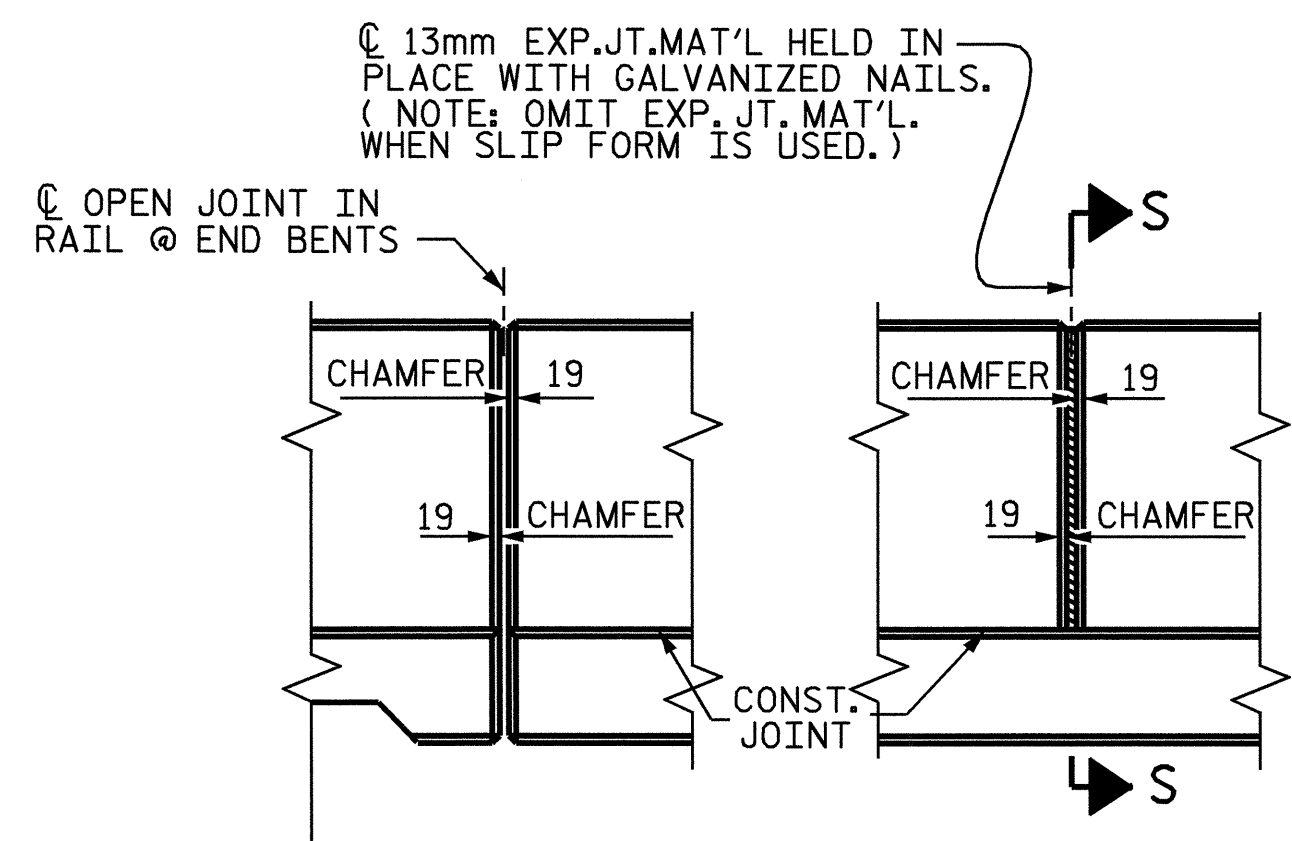 ℄ 13mm EXP.JT.MAT'L HELD IN
PLACE WITH GALVANIZED NAILS.
( NOTE: OMIT EXP. JT. MAT'L.
WHEN SLIP FORM IS USED.)
℄ OPEN JOINT IN
RAIL @ END BENTS
S
CHAMFER 19
CHAMFER 19
19 CHAMFER
19 CHAMFER
CONST.
JOINT
S